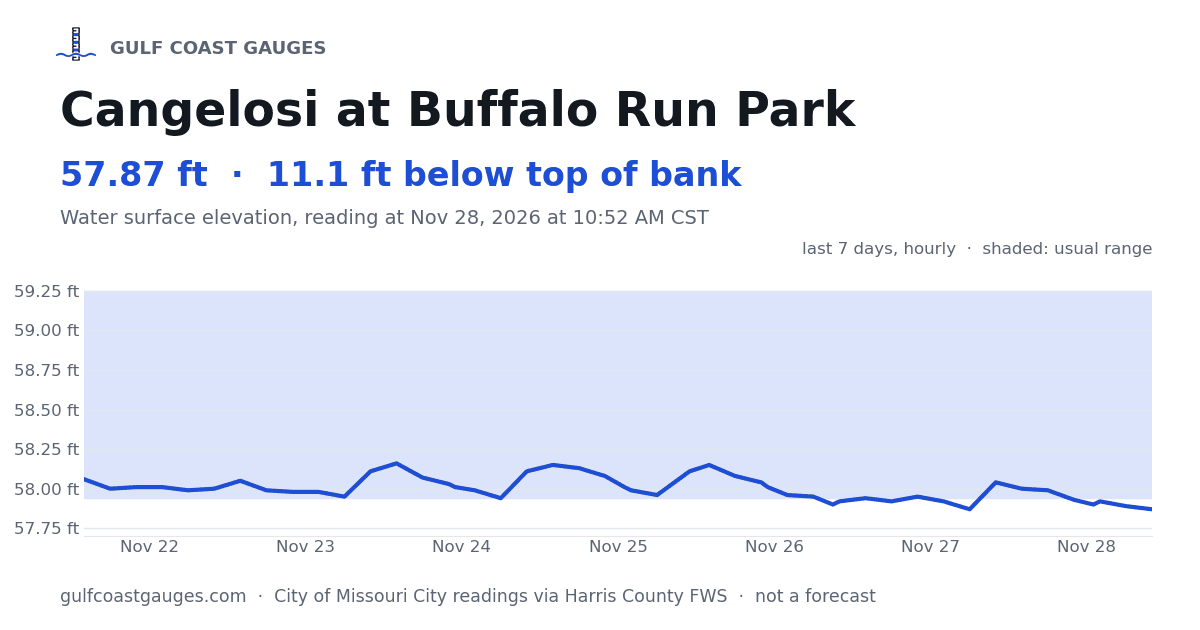 GULF COAST GAUGES
Cangelosi at Buffalo Run Park
57.87 ft · 11.1 ft below top of bank
Water surface elevation, reading at Nov 28, 2026 at 10:52 AM CST
last 7 days, hourly · shaded: usual range
59.25 ft
59.00 ft
58.75 ft
58.50 ft
58.25 ft
58.00 ft
57.75 ft
Nov 22 Nov 23 Nov 24 Nov 25 Nov 26 Nov 27 Nov 28
gulfcoastgauges.com · City of Missouri City readings via Harris County FWS · not a forecast